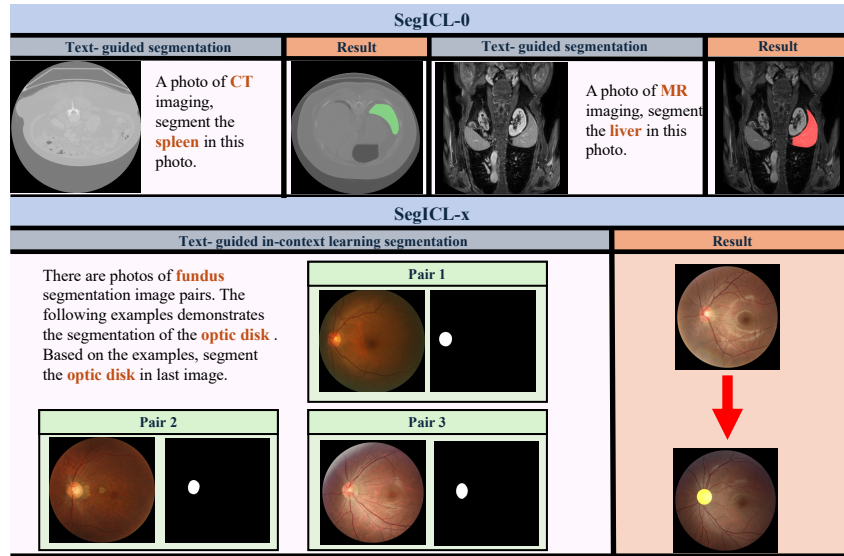 SegICL-0
Text- guided segmentation
Result
Text- guided segmentation
Result
A photo of CT
imaging,
segment the
spleen in this
photo.
A photo of MR
imaging, segment
the liver in this
photo.
SegICL-x
Text- guided in-context learning segmentation
Result
There are photos of fundus
segmentation image pairs. The
following examples demonstrates
the segmentation of the optic disk .
Based on the examples, segment
the optic disk in last image.
Pair 1
Pair 2
Pair 3